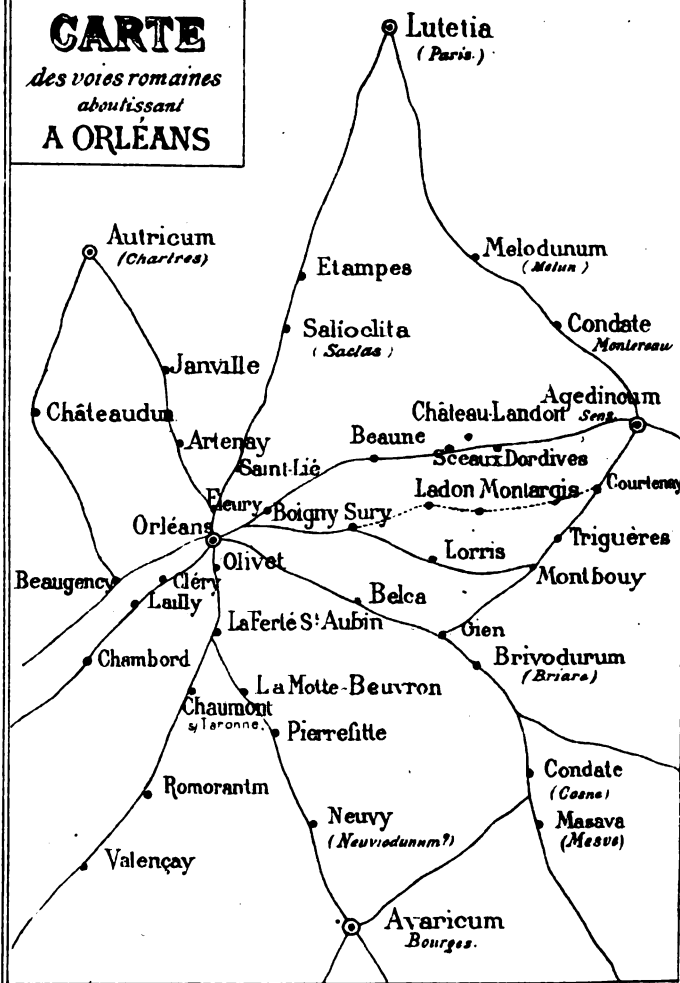 CARTE
des voies romaines
aboutissant
A ORLÉANS
Lutetia
(Paris.)
Autricum
(Chartres)
Melodunum
(Melun)
Etampes
Condate
Montereau
Salioclita
(Saclas)
Janville
Agedincum
Sens.
Châteaudun
Château-Landon
Artenay
Beaune
Sceaux Dordives
Saint-Lié
Ladon Montargis
Courtenay
Fleury
Boigny Sury
Orléans
Triguères
Lorris
Olivet
Montbouy
Beaugency
Cléry
Lailly
Belca
La Ferté St Aubin
Gien
Chambord
Brivodurum
(Briare)
La Motte-Beuvron
Chaumont
s/Taronne.
Pierrefitte
Condate
(Cosne)
Romorantin
Neuvy
(Neuviodunum?)
Masava
(Mesve)
Valençay
Avaricum
Bourges.